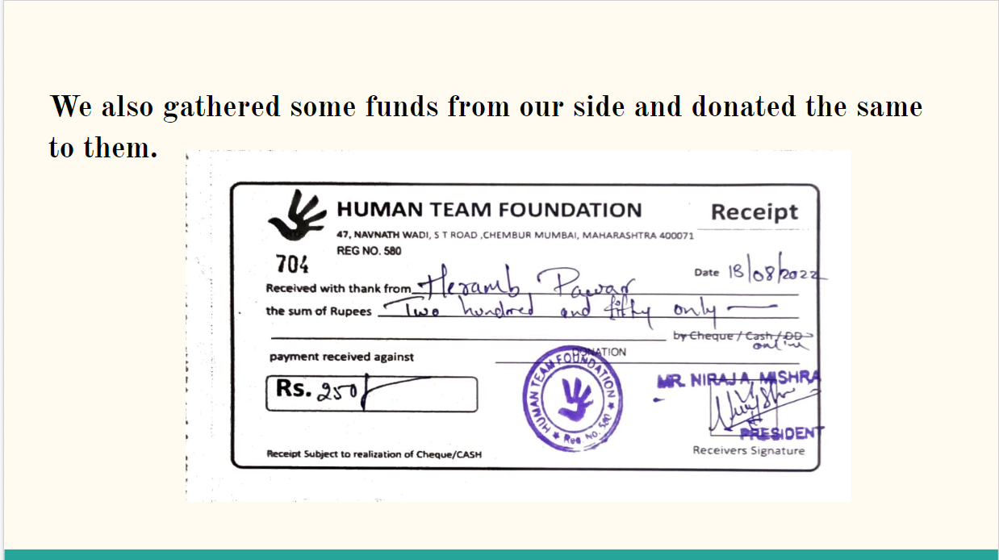 We also gathered some funds from our side and donated the same
to them.
HUMAN TEAM FOUNDATION
Receipt
47, NAVNATH WADI, S T ROAD ,CHEMBUR MUMBAI, MAHARASHTRA 400071
REG NO. 580
704
Date 18/08/2022
Received with thank from Heramb Pawar
the sum of Rupees Two hundred and fifty only
by Cheque / Cash / DD
online
payment received against
DONATION
Rs. 250/
HUMAN TEAM FOUNDATION
Reg No. 580
MR. NIRAJA MISHRA
PRESIDENT
Receipt Subject to realization of Cheque/CASH
Receivers Signature